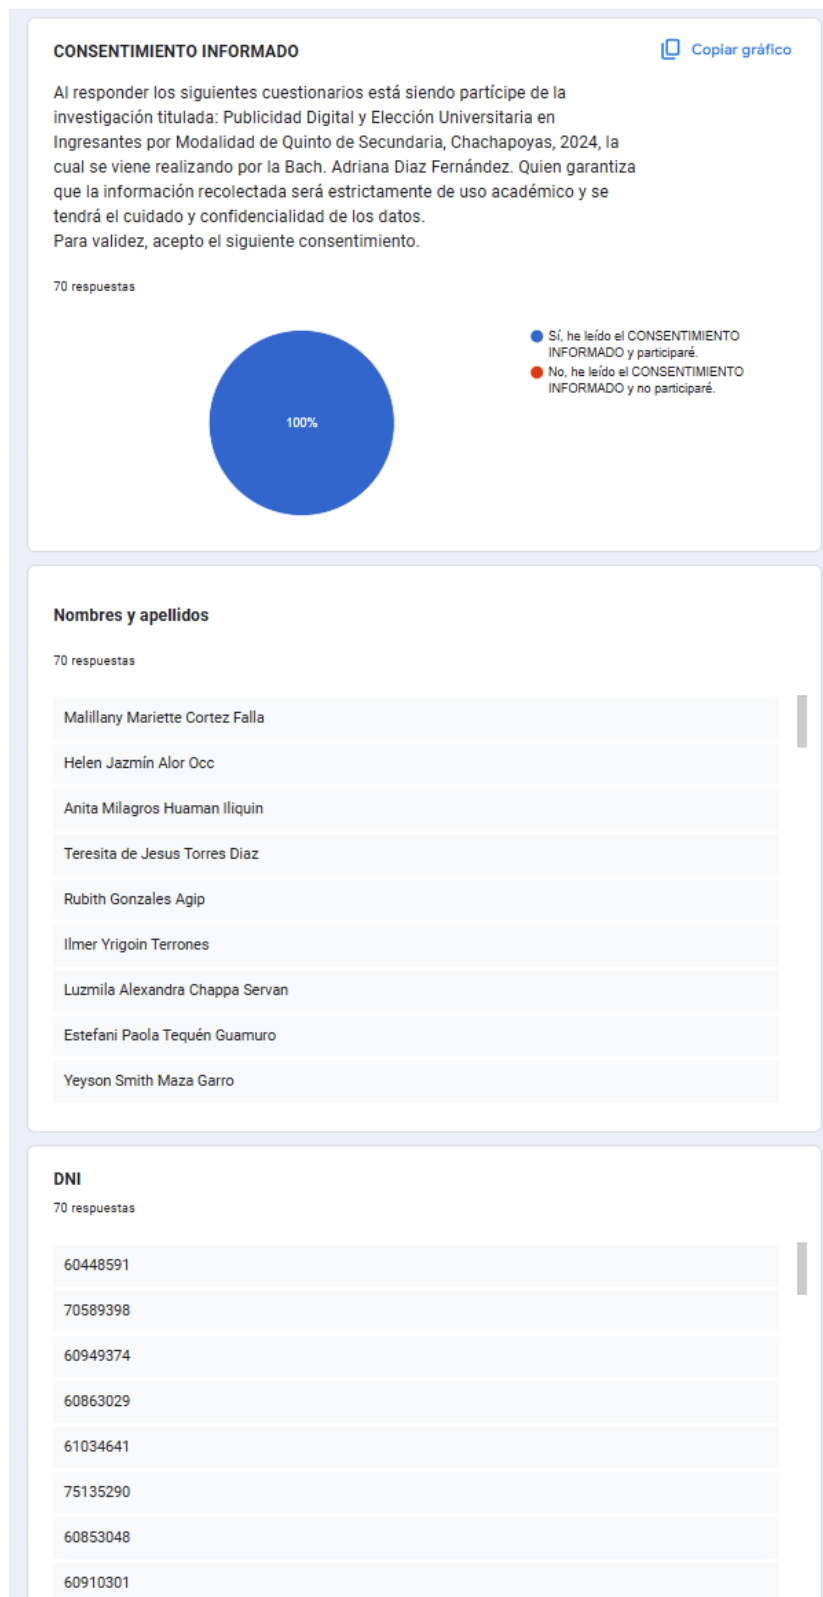 CONSENTIMIENTO INFORMADO
Copiar gráfico
Al responder los siguientes cuestionarios está siendo partícipe de la
investigación titulada: Publicidad Digital y Elección Universitaria en
Ingresantes por Modalidad de Quinto de Secundaria, Chachapoyas, 2024, la
cual se viene realizando por la Bach. Adriana Diaz Fernández. Quien garantiza
que la información recolectada será estrictamente de uso académico y se
tendrá el cuidado y confidencialidad de los datos.
Para validez, acepto el siguiente consentimiento.
70 respuestas
Sí, he leído el CONSENTIMIENTO
INFORMADO y participaré.
No, he leído el CONSENTIMIENTO
INFORMADO y no participaré.
100%
Nombres y apellidos
70 respuestas
Malillany Mariette Cortez Falla
Helen Jazmín Alor Occ
Anita Milagros Huaman Iliquin
Teresita de Jesus Torres Diaz
Rubith Gonzales Agip
Ilmer Yrigoin Terrones
Luzmila Alexandra Chappa Servan
Estefani Paola Tequén Guamuro
Yeyson Smith Maza Garro
DNI
70 respuestas
60448591
70589398
60949374
60863029
61034641
75135290
60853048
60910301